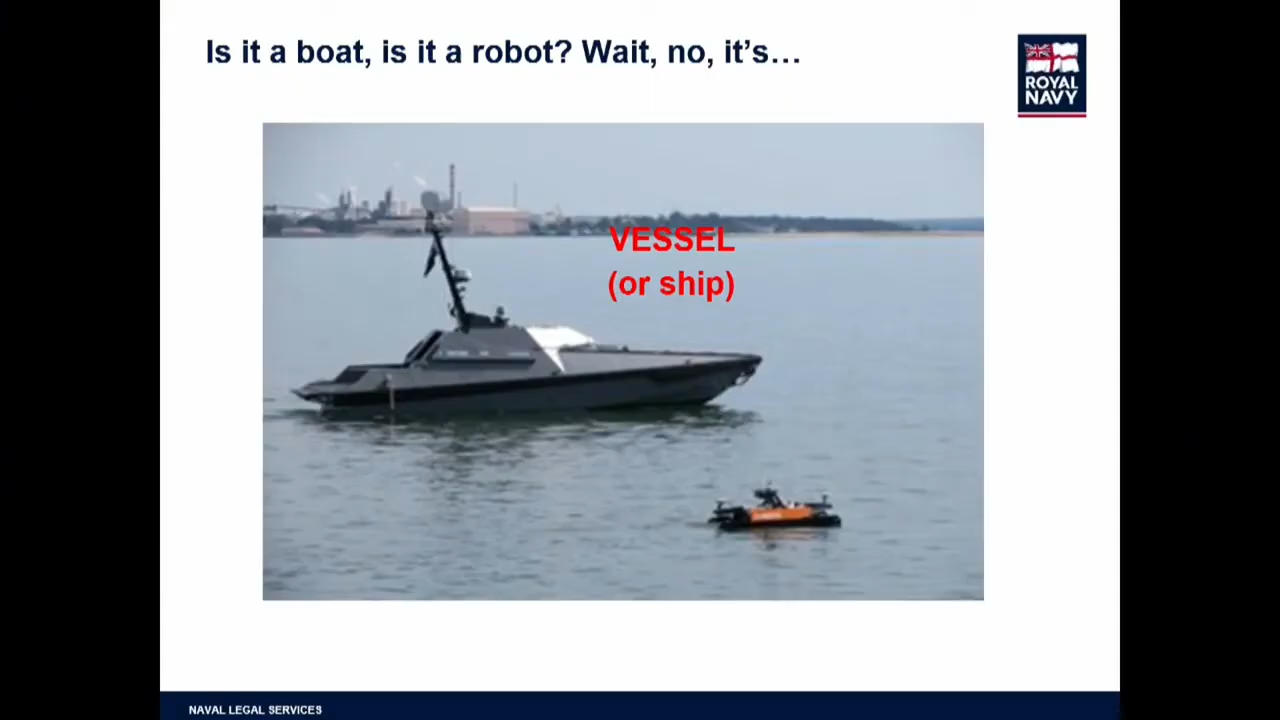 Is it a boat, is it a robot? Wait, no, it's…
ROYAL
NAVY
VESSEL
(or ship)
NAVAL LEGAL SERVICES